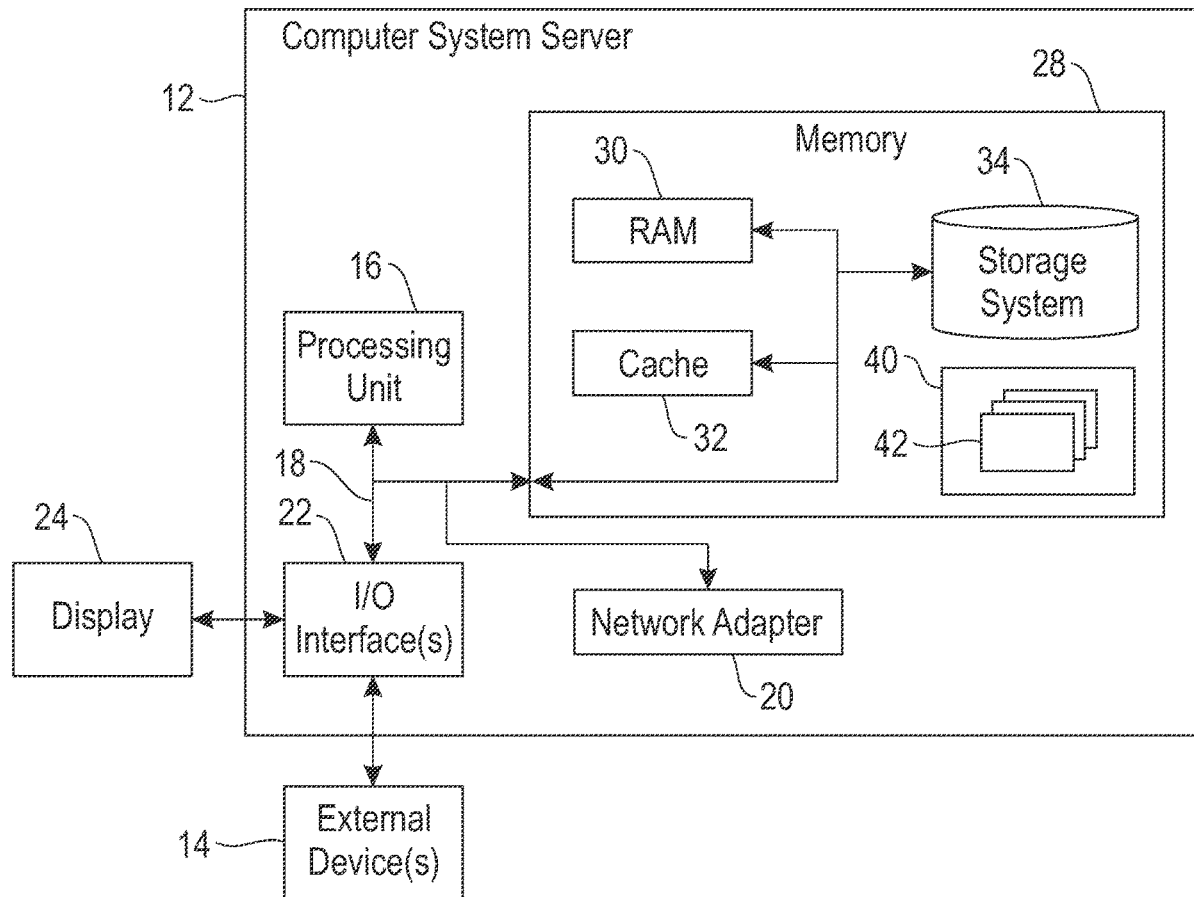 Computer System Server
12
28
Memory
30
34
RAM
Storage
System
16
Processing
Unit
Cache
32
40
42
18
22
24
I/O
Interface(s)
Display
Network Adapter
20
External
Device(s)
14